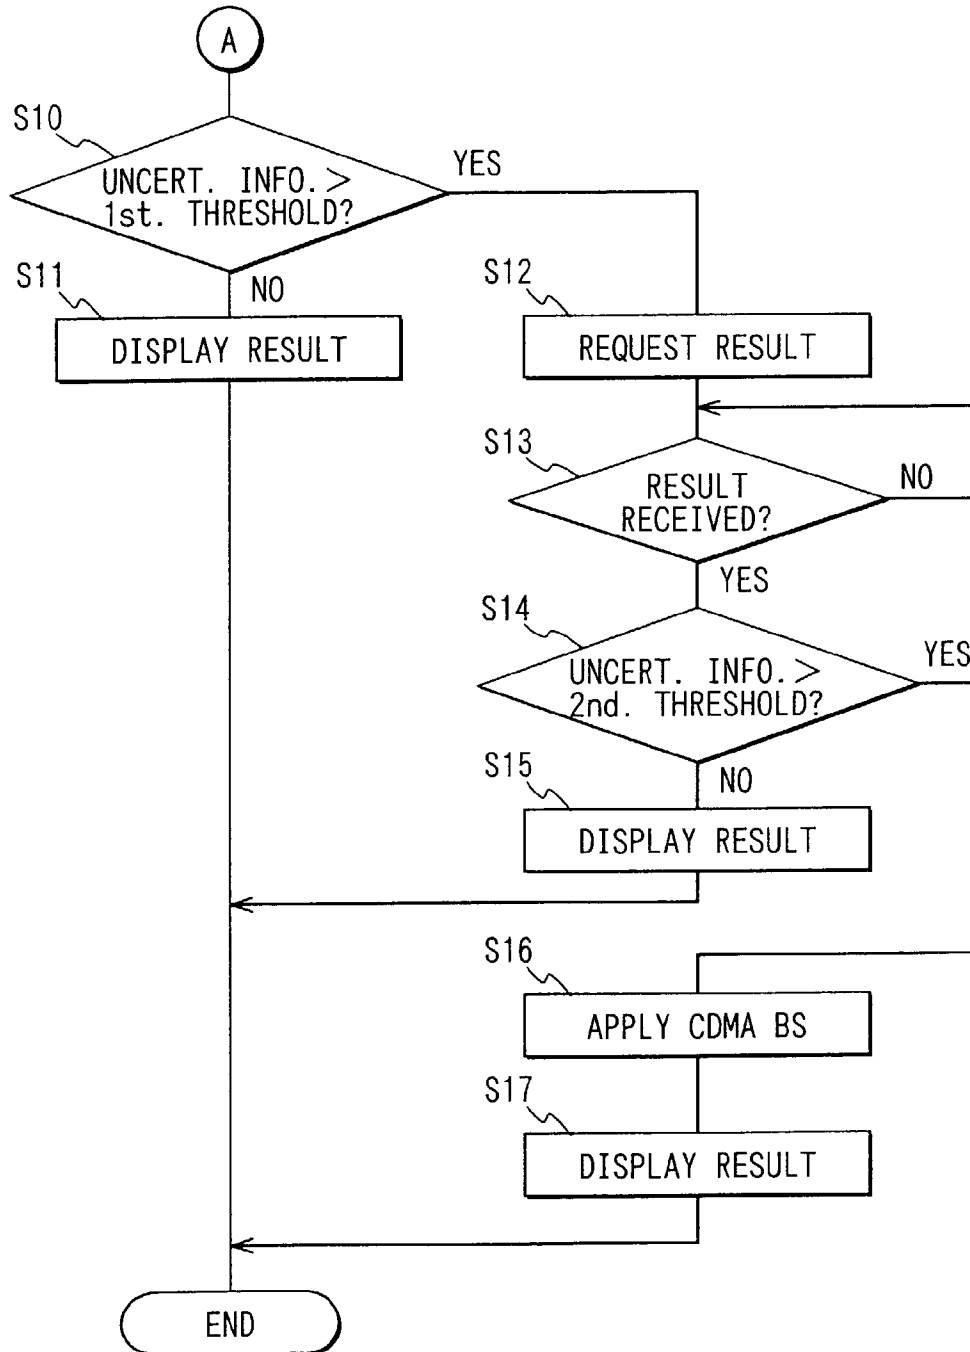 A
S10
UNCERT. INFO.>
1st. THRESHOLD?
YES
S11
NO
DISPLAY RESULT
S12
REQUEST RESULT
S13
RESULT
RECEIVED?
NO
YES
S14
UNCERT. INFO.>
2nd. THRESHOLD?
YES
S15
NO
DISPLAY RESULT
S16
APPLY CDMA BS
S17
DISPLAY RESULT
END